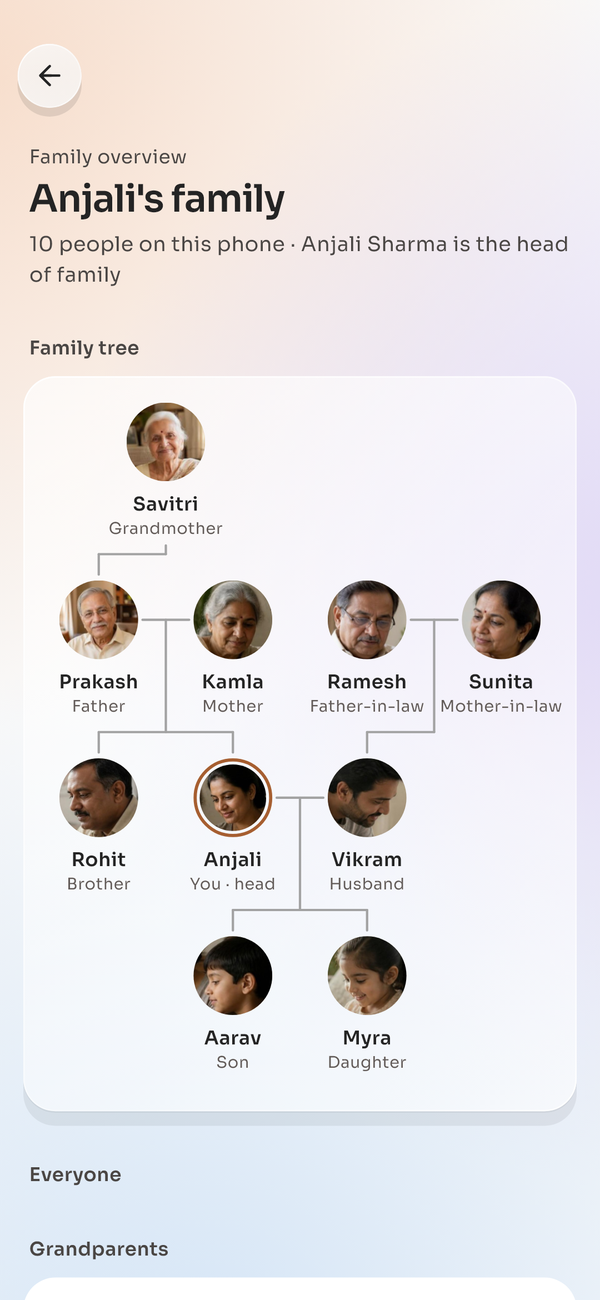 Family overview
Anjali's family
10 people on this phone · Anjali Sharma is the head
of family
Family tree
Savitri
Grandmother
Prakash
Father
Kamla
Mother
Ramesh
Father-in-law
Sunita
Mother-in-law
Rohit
Brother
Anjali
You · head
Vikram
Husband
Aarav
Son
Myra
Daughter
Everyone
Grandparents